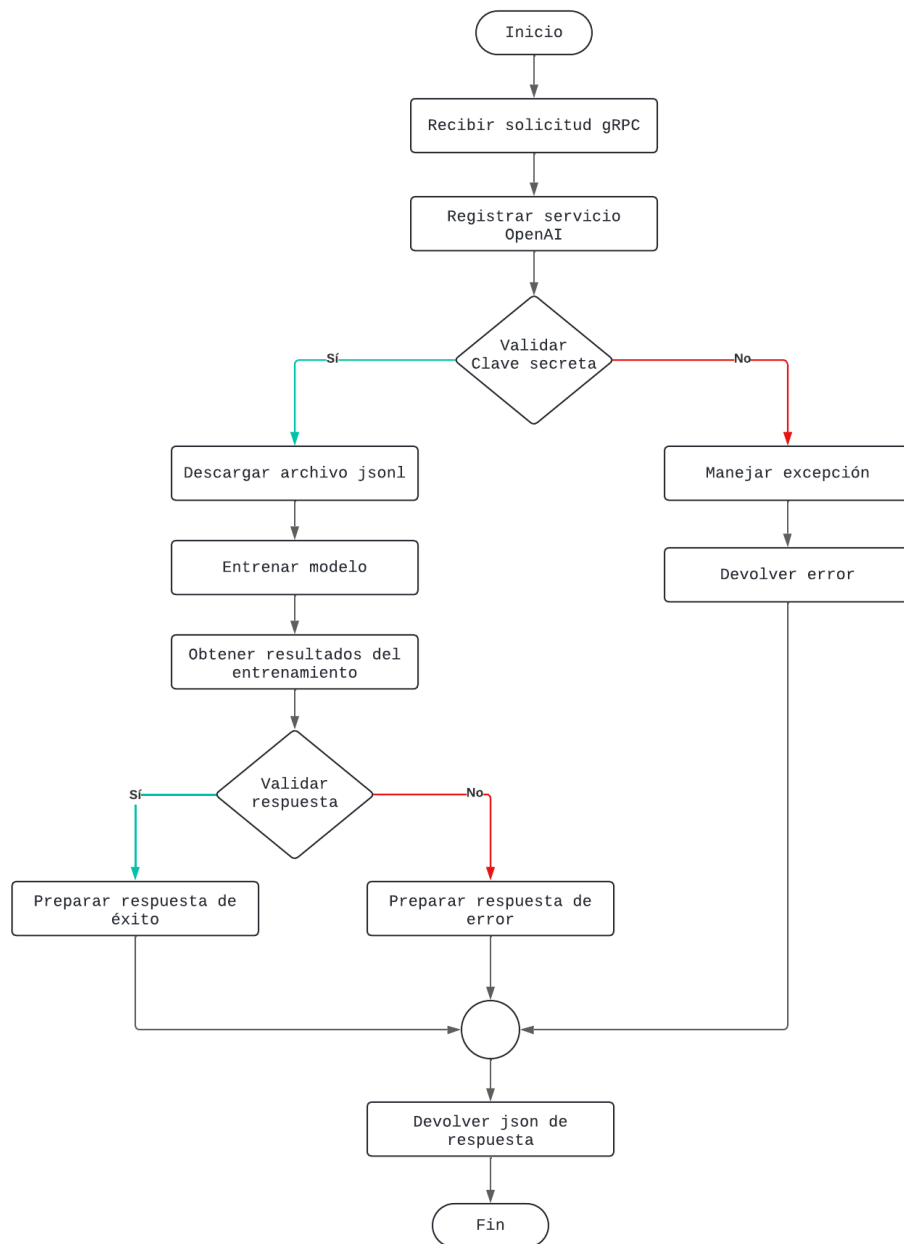 Inicio
Recibir solicitud gRPC
Registrar servicio
OpenAI
Validar
Clave secreta
Sí
No
Descargar archivo jsonl
Manejar excepción
Entrenar modelo
Devolver error
Obtener resultados del
entrenamiento
Validar
respuesta
Sí
No
Preparar respuesta de
éxito
Preparar respuesta de
error
Devolver json de
respuesta
Fin